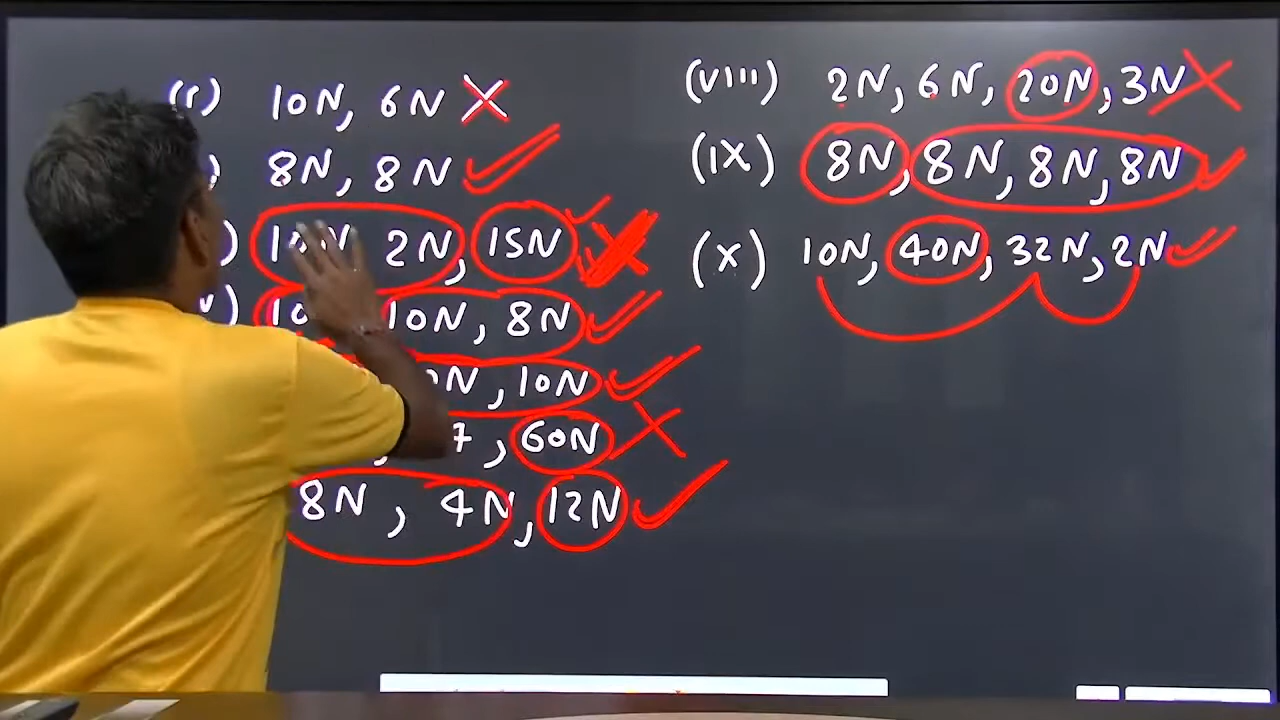 (I) 10N, 6N
8N, 8N
2N, 15N
10N, 8N
, 10N
7, 60N
8N, 4N, 12N
(VIII) 2N, 6N, 20N, 3N
(IX) 8N, 8N, 8N, 8N
(X) 10N, 40N, 32N, 2N